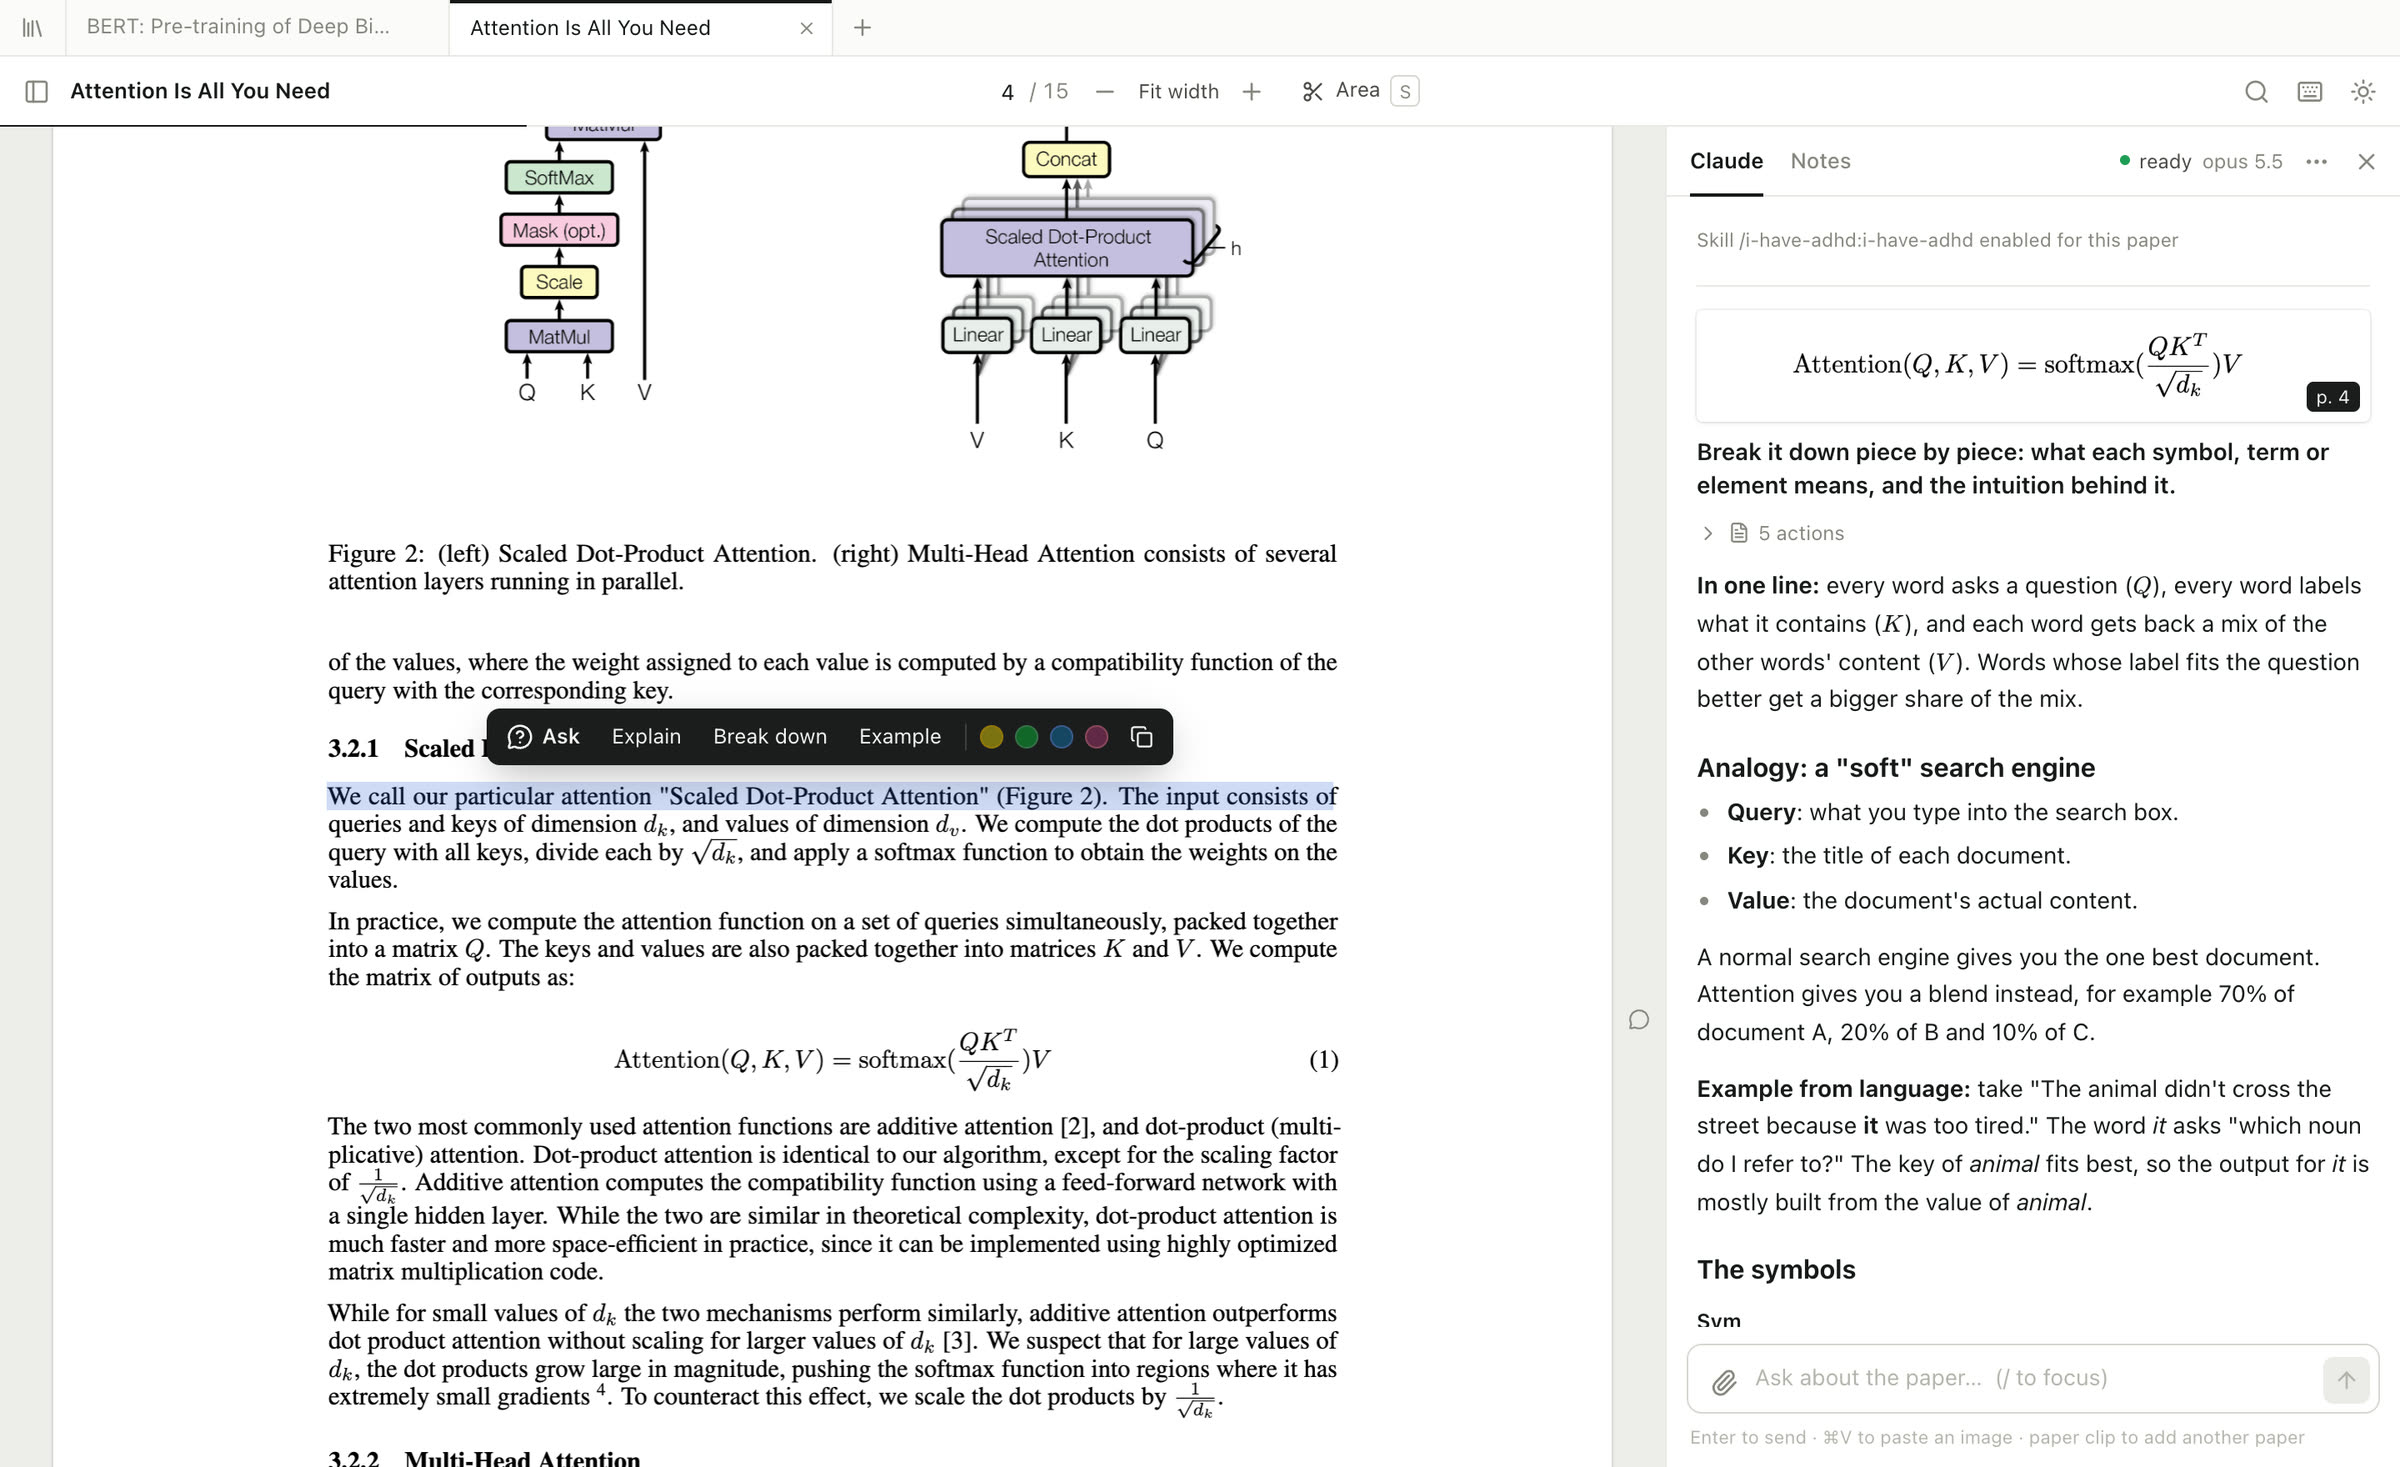 BERT: Pre-training of Deep Bi...
Attention Is All You Need
Attention Is All You Need
4 / 15
Fit width
Area S
SoftMax
Mask (opt.)
Scale
MatMul
Q K V
Concat
Scaled Dot-Product
Attention
h
Linear Linear Linear
V K Q
Figure 2: (left) Scaled Dot-Product Attention. (right) Multi-Head Attention consists of several
attention layers running in parallel.
of the values, where the weight assigned to each value is computed by a compatibility function of the
query with the corresponding key.
Ask Explain Break down Example
3.2.1 Scaled
We call our particular attention "Scaled Dot-Product Attention" (Figure 2). The input consists of
queries and keys of dimension dk, and values of dimension dv. We compute the dot products of the
query with all keys, divide each by √dk, and apply a softmax function to obtain the weights on the
values.
In practice, we compute the attention function on a set of queries simultaneously, packed together
into a matrix Q. The keys and values are also packed together into matrices K and V. We compute
the matrix of outputs as:
Attention(Q, K, V) = softmax(QK^T/√dk)V (1)
The two most commonly used attention functions are additive attention [2], and dot-product (multi-
plicative) attention. Dot-product attention is identical to our algorithm, except for the scaling factor
of 1/√dk. Additive attention computes the compatibility function using a feed-forward network with
a single hidden layer. While the two are similar in theoretical complexity, dot-product attention is
much faster and more space-efficient in practice, since it can be implemented using highly optimized
matrix multiplication code.
While for small values of dk the two mechanisms perform similarly, additive attention outperforms
dot product attention without scaling for larger values of dk [3]. We suspect that for large values of
dk, the dot products grow large in magnitude, pushing the softmax function into regions where it has
extremely small gradients 4. To counteract this effect, we scale the dot products by 1/√dk.
3.2.2 Multi-Head Attention
Claude Notes
ready opus 5.5
Skill /i-have-adhd:i-have-adhd enabled for this paper
Attention(Q, K, V) = softmax(QK^T/√dk)V
p. 4
Break it down piece by piece: what each symbol, term or
element means, and the intuition behind it.
5 actions
In one line: every word asks a question (Q), every word labels
what it contains (K), and each word gets back a mix of the
other words' content (V). Words whose label fits the question
better get a bigger share of the mix.
Analogy: a "soft" search engine
• Query: what you type into the search box.
• Key: the title of each document.
• Value: the document's actual content.
A normal search engine gives you the one best document.
Attention gives you a blend instead, for example 70% of
document A, 20% of B and 10% of C.
Example from language: take "The animal didn't cross the
street because it was too tired." The word it asks "which noun
do I refer to?" The key of animal fits best, so the output for it is
mostly built from the value of animal.
The symbols
Sym
Ask about the paper... (/ to focus)
Enter to send · ⌘V to paste an image · paper clip to add another paper